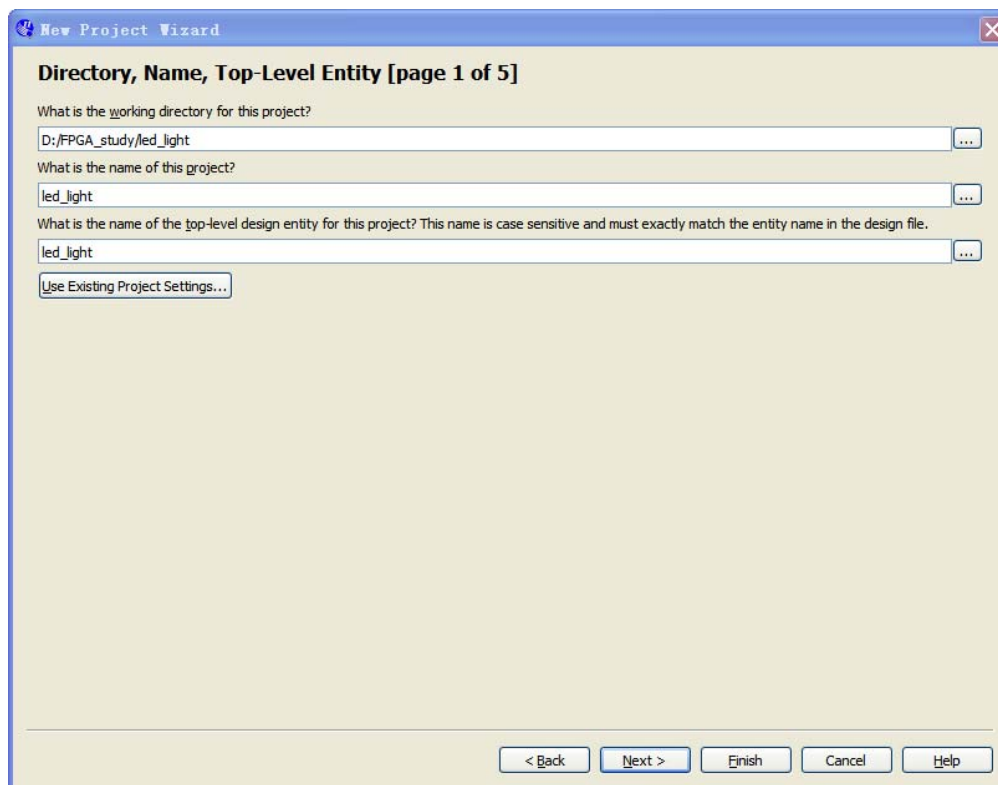 New Project Wizard
Directory, Name, Top-Level Entity [page 1 of 5]
What is the working directory for this project?
D:/FPGA_study/led_light
...
What is the name of this project?
led_light
...
What is the name of the top-level design entity for this project? This name is case sensitive and must exactly match the entity name in the design file.
led_light
...
Use Existing Project Settings...
< Back
Next >
Finish
Cancel
Help